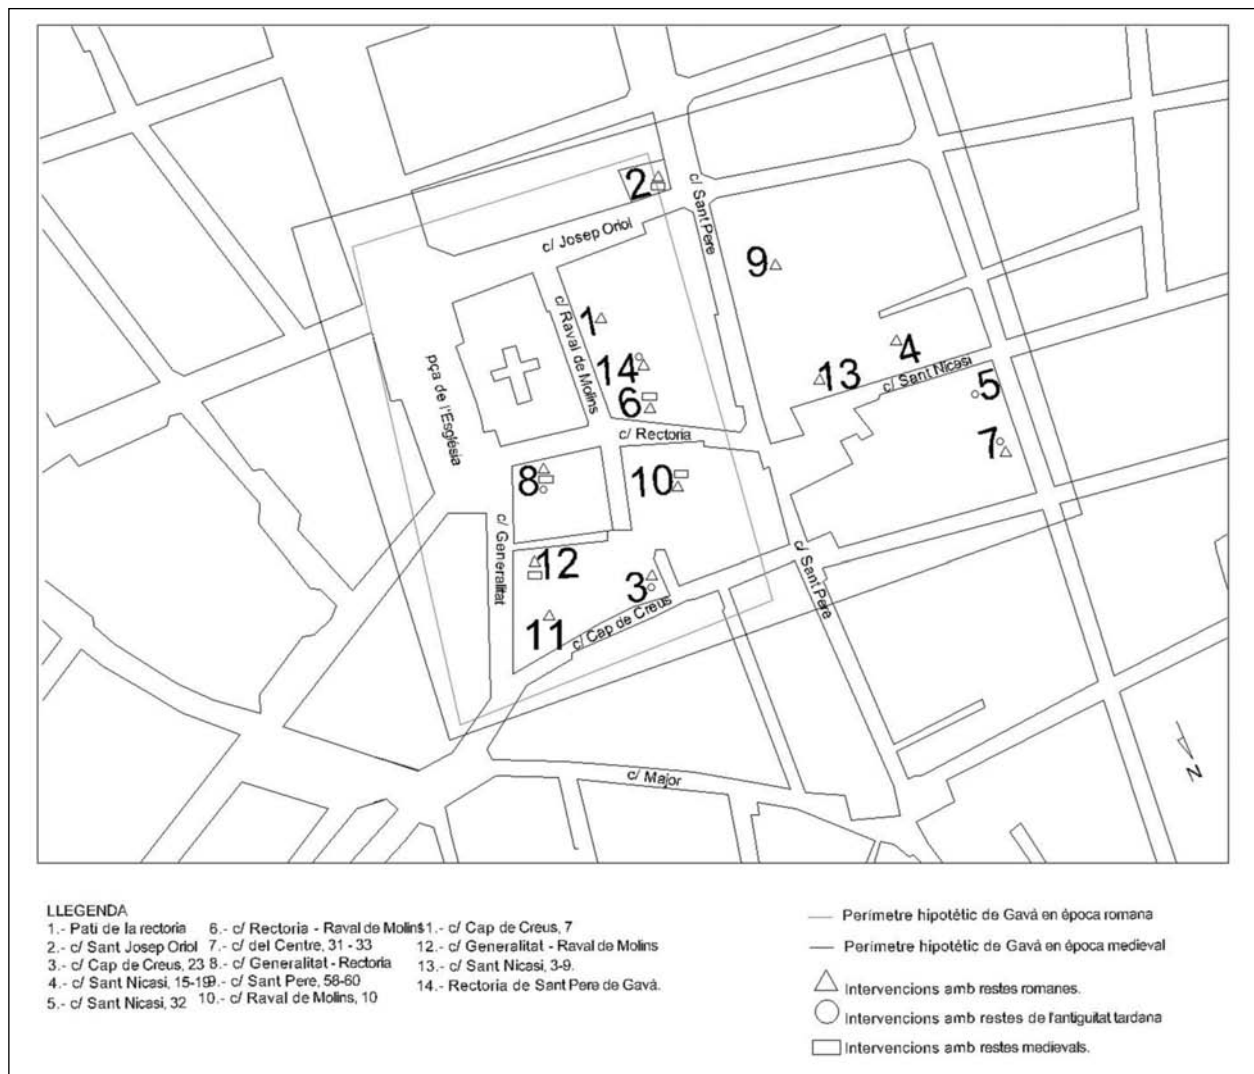 2
c/ Josep Oriol
c/ Sant Pere
9
c/ Raval de Molins
1
14
6
pça de l'Església
4
13
c/ Sant Nicasi
5
7
c/ Rectoria
8
10
c/ Generalitat
12
3
c/ Sant Pere
11
c/ Cap de Creus
c/ Major
N
LLEGENDA
1.- Pati de la rectoria
2.- c/ Sant Josep Oriol
3.- c/ Cap de Creus, 23
4.- c/ Sant Nicasi, 15-19
5.- c/ Sant Nicasi, 32
6.- c/ Rectoria - Raval de Molins
7.- c/ del Centre, 31 - 33
8.- c/ Generalitat - Rectoria
9.- c/ Sant Pere, 58-60
10.- c/ Raval de Molins, 10
11.- c/ Cap de Creus, 7
12.- c/ Generalitat - Raval de Molins
13.- c/ Sant Nicasi, 3-9.
14.- Rectoria de Sant Pere de Gavà.
Perímetre hipotètic de Gavà en època romana
Perímetre hipotètic de Gavà en època medieval
Intervencions amb restes romanes.
Intervencions amb restes de l'antiguitat tardana
Intervencions amb restes medievals.